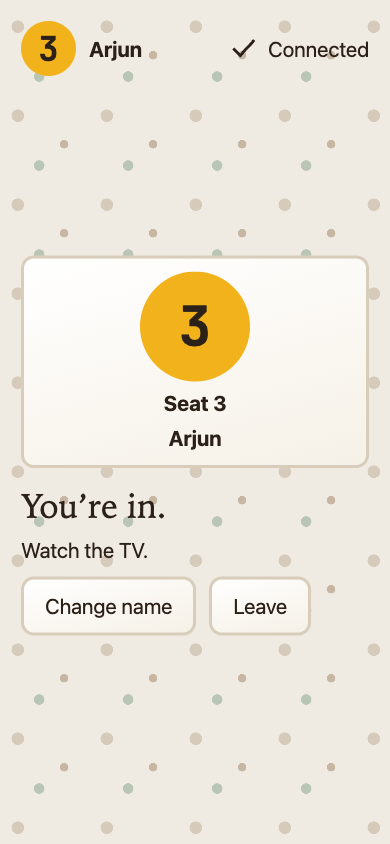 3 Arjun Connected
3
Seat 3
Arjun
You’re in.
Watch the TV.
Change name Leave